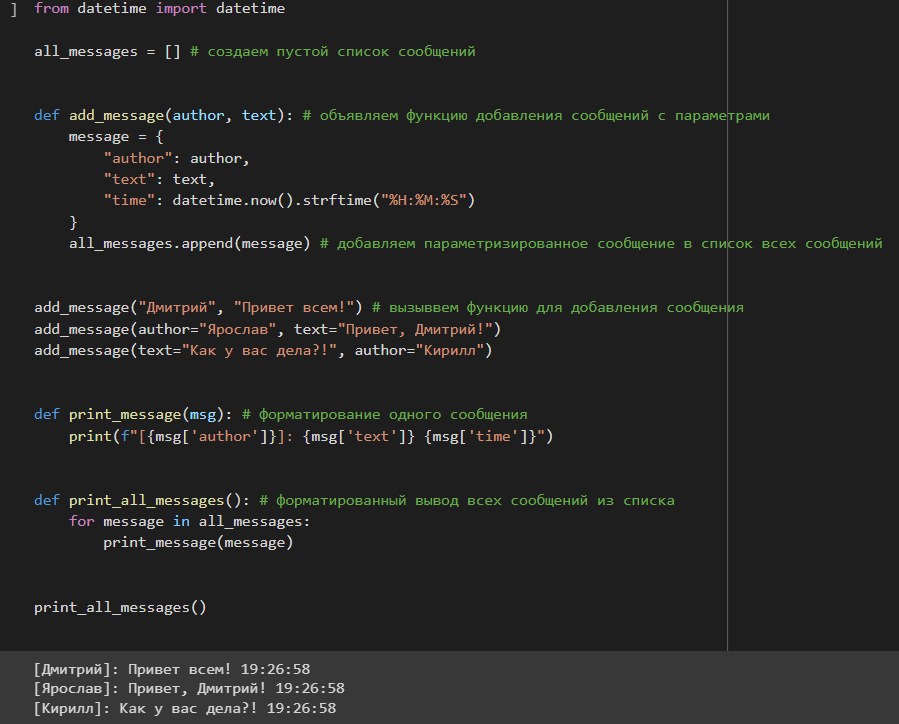 ] from datetime import datetime
all_messages = [] # создаем пустой список сообщений
def add_message(author, text): # объявляем функцию добавления сообщений с параметрами
message = {
"author": author,
"text": text,
"time": datetime.now().strftime("%H:%M:%S")
}
all_messages.append(message) # добавляем параметризированное сообщение в список всех сообщений
add_message("Дмитрий", "Привет всем!") # вызыввем функцию для добавления сообщения
add_message(author="Ярослав", text="Привет, Дмитрий!")
add_message(text="Как у вас дела?!", author="Кирилл")
def print_message(msg): # форматирование одного сообщения
print(f"[{msg['author']}]: {msg['text']} {msg['time']}")
def print_all_messages(): # форматированный вывод всех сообщений из списка
for message in all_messages:
print_message(message)
print_all_messages()
[Дмитрий]: Привет всем! 19:26:58
[Ярослав]: Привет, Дмитрий! 19:26:58
[Кирилл]: Как у вас дела?! 19:26:58